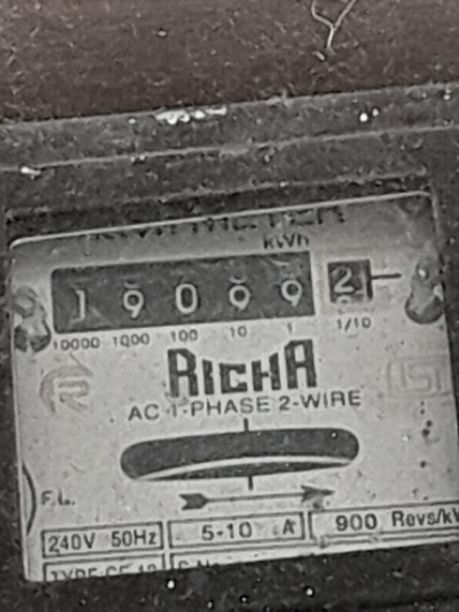 kWh
1 9 0 9 9 2
10000 1000 100 10 1 1/10
RICHA
AC 1-PHASE 2-WIRE
F.L.
240V 50Hz 5-10 A 900 Revs/k